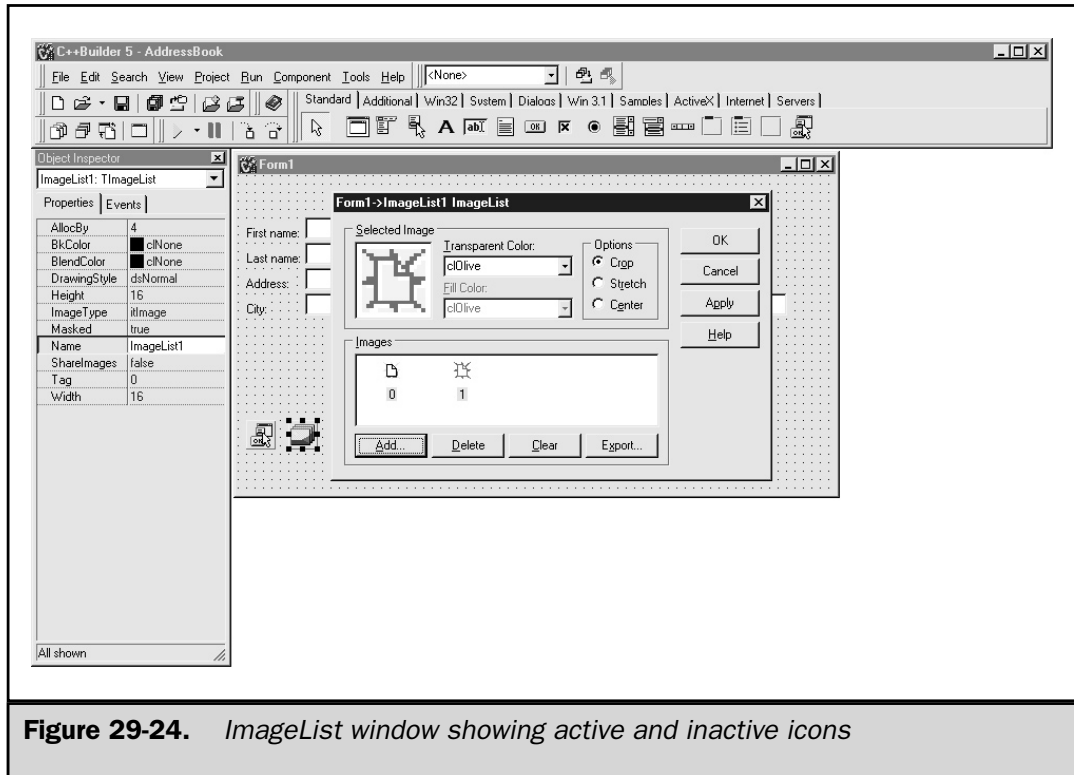 C++Builder 5 - AddressBook
File Edit Search View Project Run Component Tools Help <None>
Standard Additional Win32 System Dialogs Win 3.1 Samples ActiveX Internet Servers
A abI OK
OK
Object Inspector
ImageList1: TImageList
Properties Events
AllocBy 4
BkColor clNone
BlendColor clNone
DrawingStyle dsNormal
Height 16
ImageType itImage
Masked true
Name ImageList1
ShareImages false
Tag 0
Width 16
All shown
Form1
First name:
Last name:
Address:
City:
OK
Form1->ImageList1 ImageList
Selected Image
Transparent Color:
clOlive
Fill Color:
clOlive
Options
Crop
Stretch
Center
OK
Cancel
Apply
Help
Images
0 1
Add... Delete Clear Export...
Figure 29-24. ImageList window showing active and inactive icons